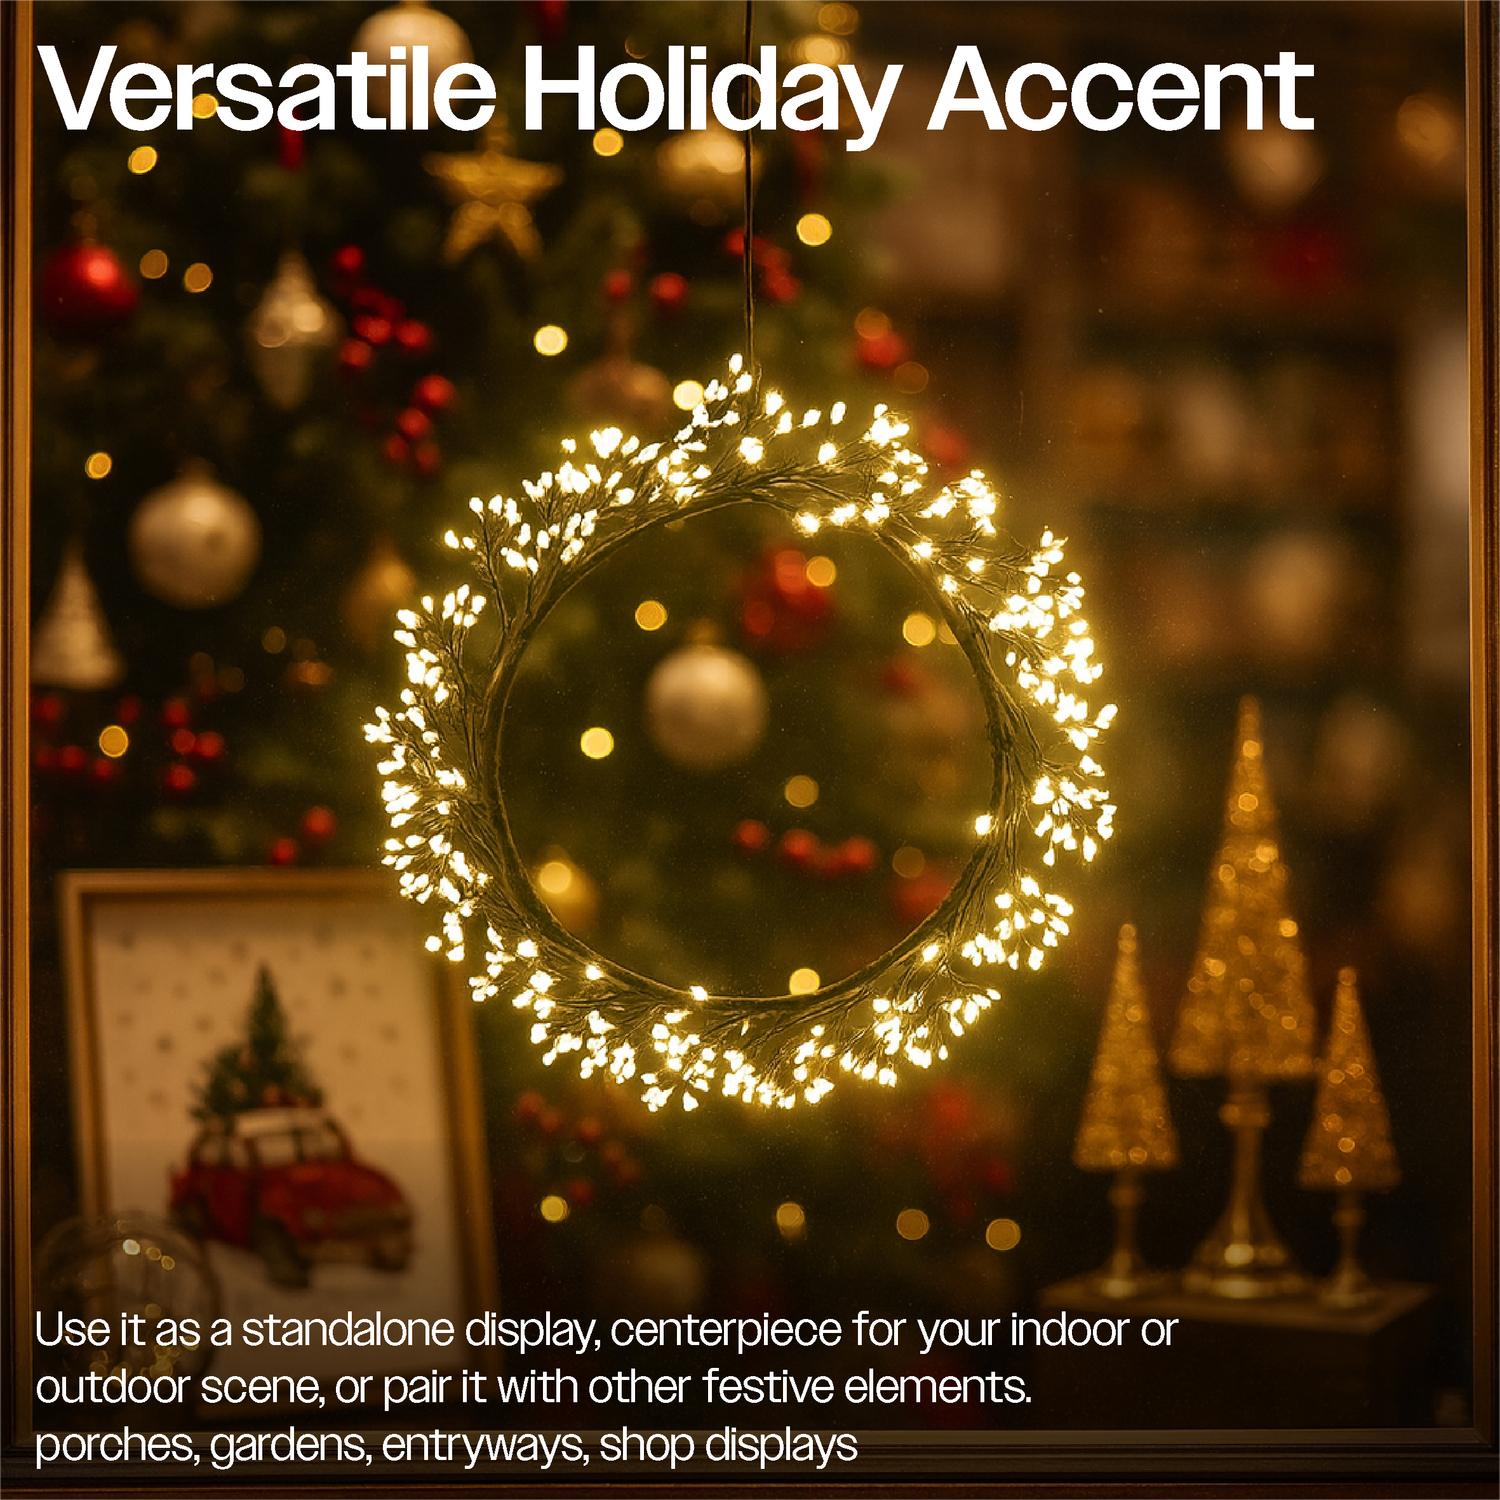 Versatile Holiday Accent
Use it as a standalone display, centerpiece for your indoor or
outdoor scene, or pair it with other festive elements.
porches, gardens, entryways, shop displays